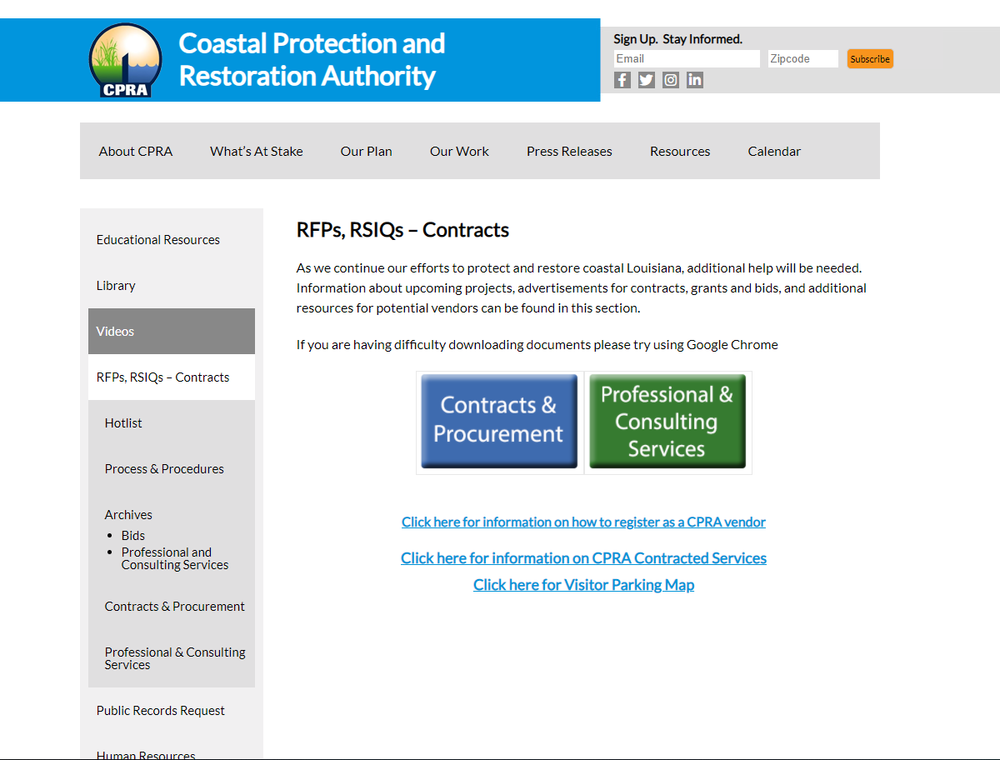 CPRA
Coastal Protection and
Restoration Authority
Sign Up. Stay Informed.
Email
Zipcode
Subscribe
About CPRA
What’s At Stake
Our Plan
Our Work
Press Releases
Resources
Calendar
Educational Resources
Library
Videos
RFPs, RSIQs – Contracts
Hotlist
Process & Procedures
Archives
Bids
Professional and
Consulting Services
Contracts & Procurement
Professional & Consulting
Services
Public Records Request
Human Resources
RFPs, RSIQs – Contracts
As we continue our efforts to protect and restore coastal Louisiana, additional help will be needed.
Information about upcoming projects, advertisements for contracts, grants and bids, and additional
resources for potential vendors can be found in this section.
If you are having difficulty downloading documents please try using Google Chrome
Contracts &
Procurement
Professional &
Consulting
Services
Click here for information on how to register as a CPRA vendor
Click here for information on CPRA Contracted Services
Click here for Visitor Parking Map